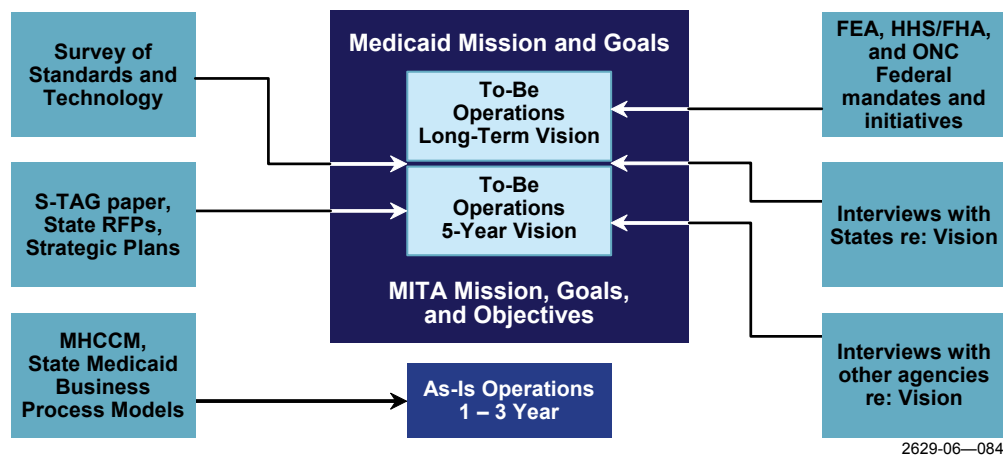 Survey of
Standards and
Technology
S-TAG paper,
State RFPs,
Strategic Plans
MHCCM,
State Medicaid
Business
Process Models
Medicaid Mission and Goals
To-Be
Operations
Long-Term Vision
To-Be
Operations
5-Year Vision
MITA Mission, Goals,
and Objectives
As-Is Operations
1 – 3 Year
FEA, HHS/FHA,
and ONC
Federal
mandates and
initiatives
Interviews with
States re: Vision
Interviews with
other agencies
re: Vision
2629-06—084